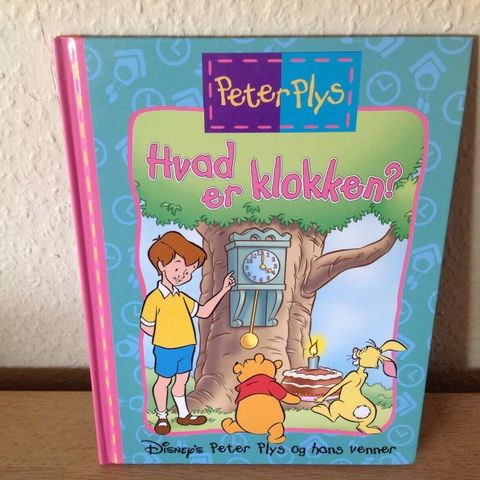 Peter Plys
Hvad
er klokken?
Disney's Peter Plys og hans venner